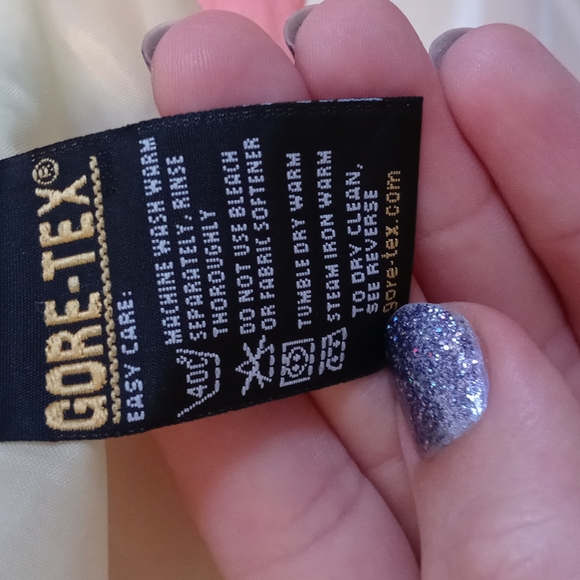 GORE-TEX®
EASY CARE:
MACHINE WASH WARM
SEPARATELY, RINSE
THOROUGHLY
DO NOT USE BLEACH
OR FABRIC SOFTENER
TUMBLE DRY WARM
STEAM IRON WARM
TO DRY CLEAN,
SEE REVERSE
gore-tex.com
40°